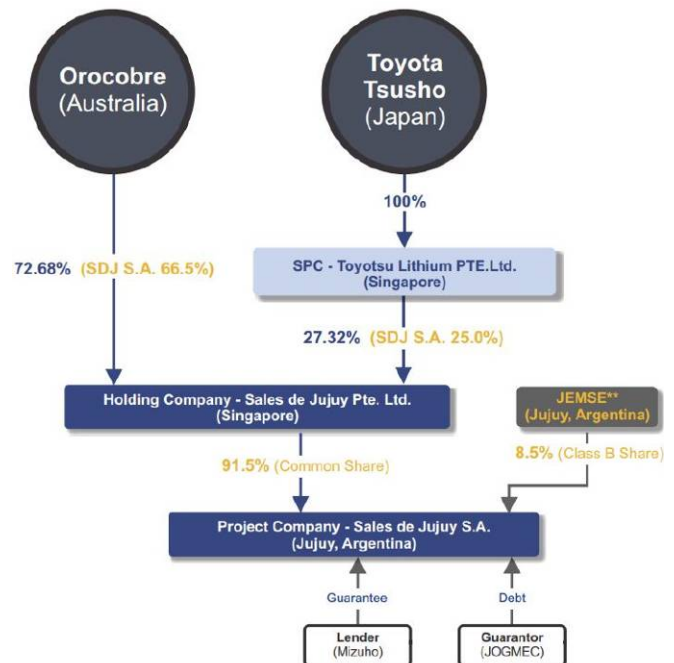 Orocobre
(Australia)
Toyota
Tsusho
(Japan)
100%
72.68% (SDJ S.A. 66.5%)
SPC - Toyotsu Lithium PTE.Ltd.
(Singapore)
27.32% (SDJ S.A. 25.0%)
Holding Company - Sales de Jujuy Pte. Ltd.
(Singapore)
JEMSE**
(Jujuy, Argentina)
91.5% (Common Share)
8.5% (Class B Share)
Project Company - Sales de Jujuy S.A.
(Jujuy, Argentina)
Guarantee
Debt
Lender
(Mizuho)
Guarantor
(JOGMEC)